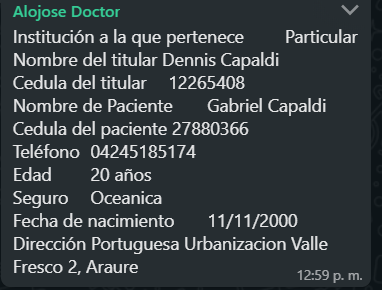 Alojose Doctor
Institución a la que pertenece Particular
Nombre del titular Dennis Capaldi
Cedula del titular 12265408
Nombre de Paciente Gabriel Capaldi
Cedula del paciente 27880366
Teléfono 04245185174
Edad 20 años
Seguro Oceanica
Fecha de nacimiento 11/11/2000
Dirección Portuguesa Urbanizacion Valle
Fresco 2, Araure
12:59 p. m.